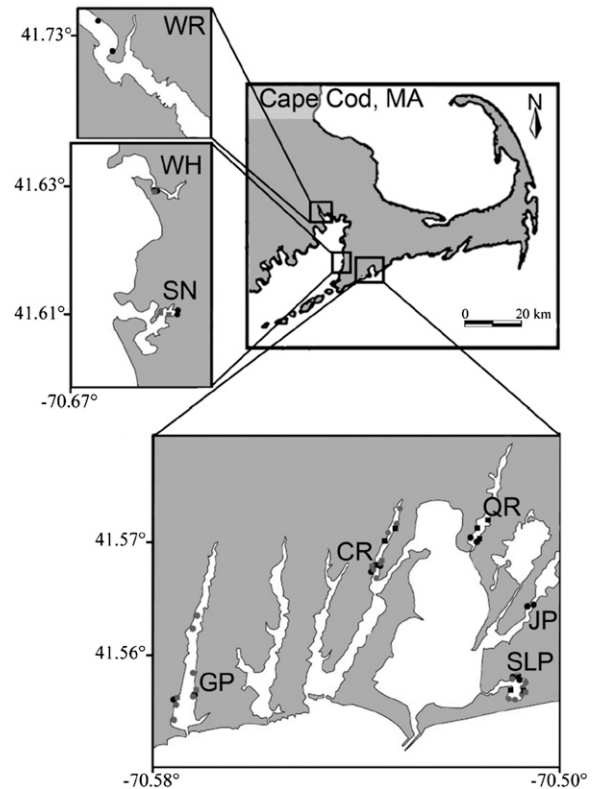 WR
41.73°
Cape Cod, MA
N
WH
41.63°
SN
41.61°
0 20 km
-70.67°
QR
41.57°
CR
JP
41.56°
SLP
GP
-70.58°
-70.50°